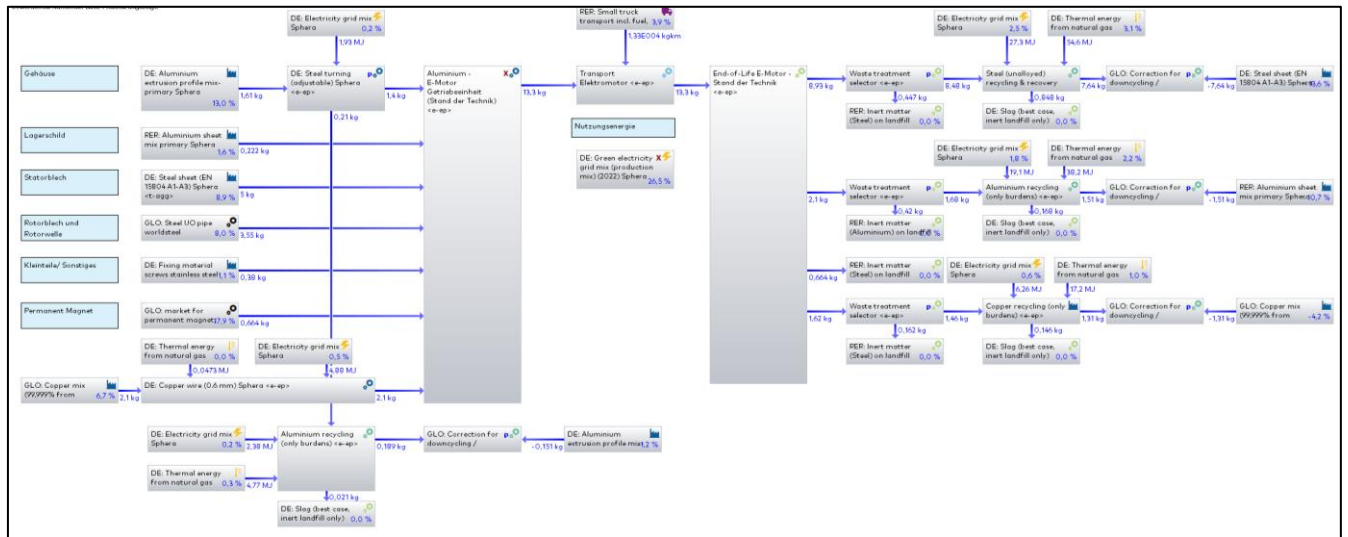 DE: Electricity grid mix
Sphera 0,2 %
1,93 MJ
RER: Small truck
transport incl. fuel, 3,9 %
1,33E004 kgkm
DE: Electricity grid mix
Sphera 2,5 %
27,3 MJ
DE: Thermal energy
from natural gas 3,1 %
54,6 MJ
Gehäuse
DE: Aluminium
extrusion profile mix-
primary Sphera
13,0 %
1,61 kg
DE: Steel turning
(adjustable) Sphera
<e-ep>
1,4 kg
0,21 kg
Aluminium -
E-Motor
Getriebeeinheit
(Stand der Technik)
<e-ep>
13,3 kg
Transport
Elektromotor <e-ep>
13,3 kg
End-of-Life E-Motor -
Stand der Technik
<e-ep>
8,93 kg
Waste treatment
selector <e-ep>
8,48 kg
Steel (unalloyed)
recycling & recovery
7,64 kg
GLO: Correction for
downcycling /
-7,64 kg
DE: Steel sheet (EN
15804 A1-A3) Sphera
0,447 kg
RER: Inert matter
(Steel) on landfill
0,0 %
0,848 kg
DE: Slag (best case,
inert landfill only) 0,0 %
Lagerschild
RER: Aluminium sheet
mix primary Sphera
1,6 % 0,222 kg
Nutzungsenergie
DE: Green electricity
grid mix (production
mix) (2022) Sphera
26,5 %
Statorblech
DE: Steel sheet (EN
15804 A1-A3) Sphera
<t-agg> 8,9 %
5 kg
DE: Electricity grid mix
Sphera 1,8 %
19,1 MJ
DE: Thermal energy
from natural gas 2,2 %
38,2 MJ
2,1 kg
Waste treatment
selector <e-ep>
1,68 kg
Aluminium recycling
(only burdens) <e-ep>
1,51 kg
GLO: Correction for
downcycling /
-1,51 kg
RER: Aluminium sheet
mix primary Sphera
0,42 kg
RER: Inert matter
(Aluminium) on landfill
0,168 kg
DE: Slag (best case,
inert landfill only) 0,0 %
Rotorblech und
Rotorwelle
GLO: Steel UO pipe
worldsteel
8,0 % 3,55 kg
Kleinteile/ Sonstiges
DE: Fixing material
screws stainless steel 1,1 % 0,38 kg
0,664 kg
RER: Inert matter
(Steel) on landfill 0,0 %
DE: Electricity grid mix
Sphera 0,6 %
6,26 MJ
DE: Thermal energy
from natural gas 1,0 %
17,2 MJ
Permanent Magnet
GLO: market for
permanent magnet 17,9 % 0,664 kg
1,62 kg
Waste treatment
selector <e-ep>
1,46 kg
Copper recycling (only
burdens) <e-ep>
1,31 kg
GLO: Correction for
downcycling /
-1,31 kg
GLO: Copper mix
(99,999% from -4,2 %
0,162 kg
RER: Inert matter
(Steel) on landfill
0,0 %
0,146 kg
DE: Slag (best case,
inert landfill only) 0,0 %
DE: Thermal energy
from natural gas 0,0 %
0,0473 MJ
DE: Electricity grid mix
Sphera 0,5 %
4,88 MJ
GLO: Copper mix
(99,999% from 6,7 % 2,1 kg
DE: Copper wire (0.6 mm) Sphera <e-ep>
2,1 kg
DE: Electricity grid mix
Sphera 0,2 % 2,38 MJ
Aluminium recycling
(only burdens) <e-ep>
0,189 kg
GLO: Correction for
downcycling /
-0,151 kg
DE: Aluminium
extrusion profile mix
DE: Thermal energy
from natural gas 0,3 % 4,77 MJ
0,021 kg
DE: Slag (best case,
inert landfill only) 0,0 %